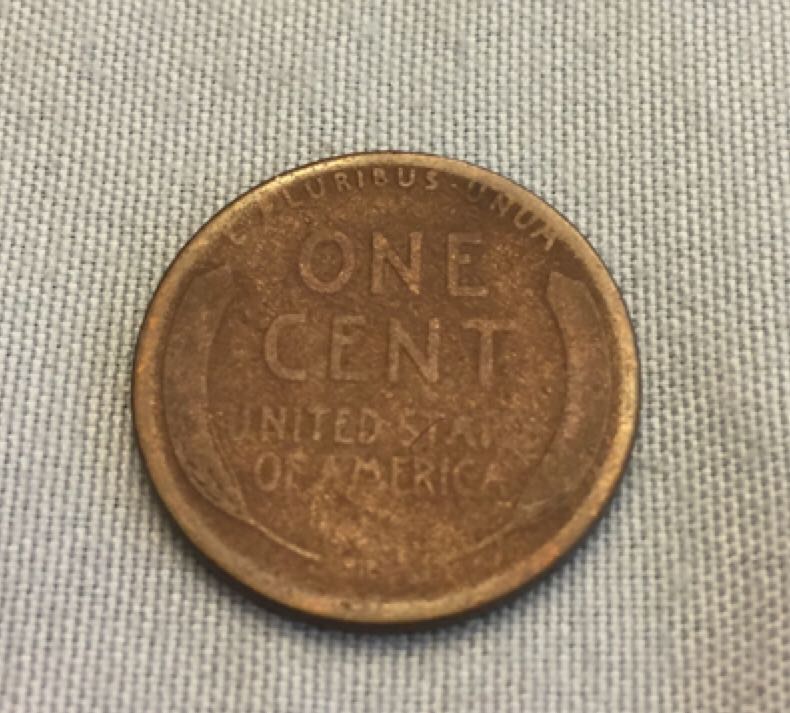 E PLURIBUS·UNUM
ONE
CENT
UNITED STATES
OF AMERICA